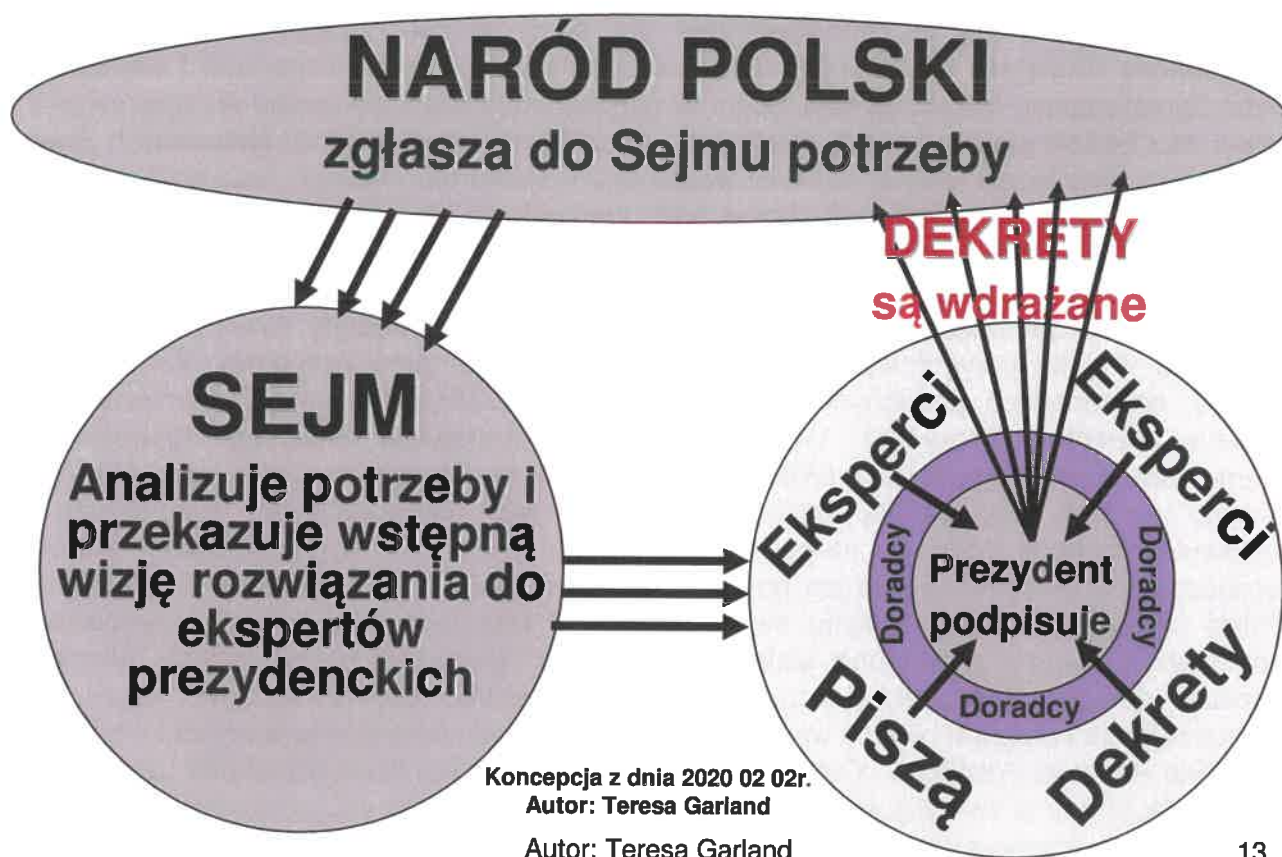 NARÓD POLSKI
zgłasza do Sejmu potrzeby
DEKRETY
są wdrażane
SEJM
Analizuje potrzeby i
przekazuje wstępną
wizję rozwiązania do
ekspertów
prezydenckich
Eksperci
Eksperci
Doradcy
Doradcy
Prezydent
podpisuje
Doradcy
Piszą
Dekrety
Koncepcja z dnia 2020 02 02r.
Autor: Teresa Garland
Autor: Teresa Garland
13